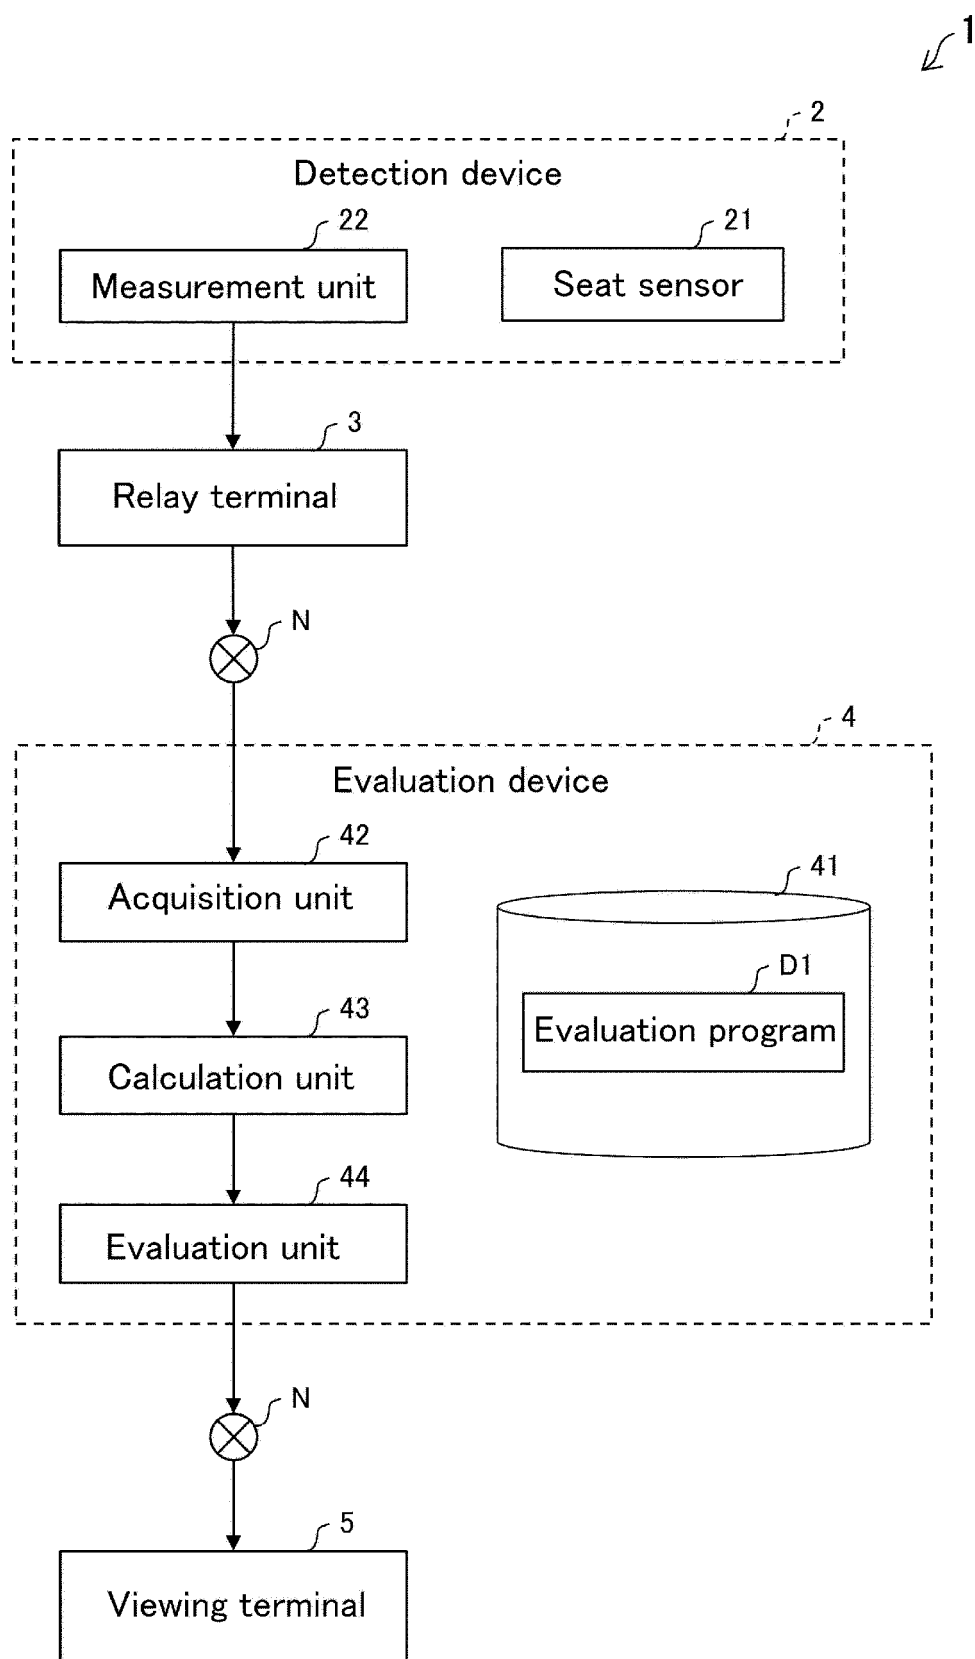 1
2
Detection device
22
21
Measurement unit
Seat sensor
3
Relay terminal
N
4
Evaluation device
42
41
Acquisition unit
D1
43
Evaluation program
Calculation unit
44
Evaluation unit
N
5
Viewing terminal